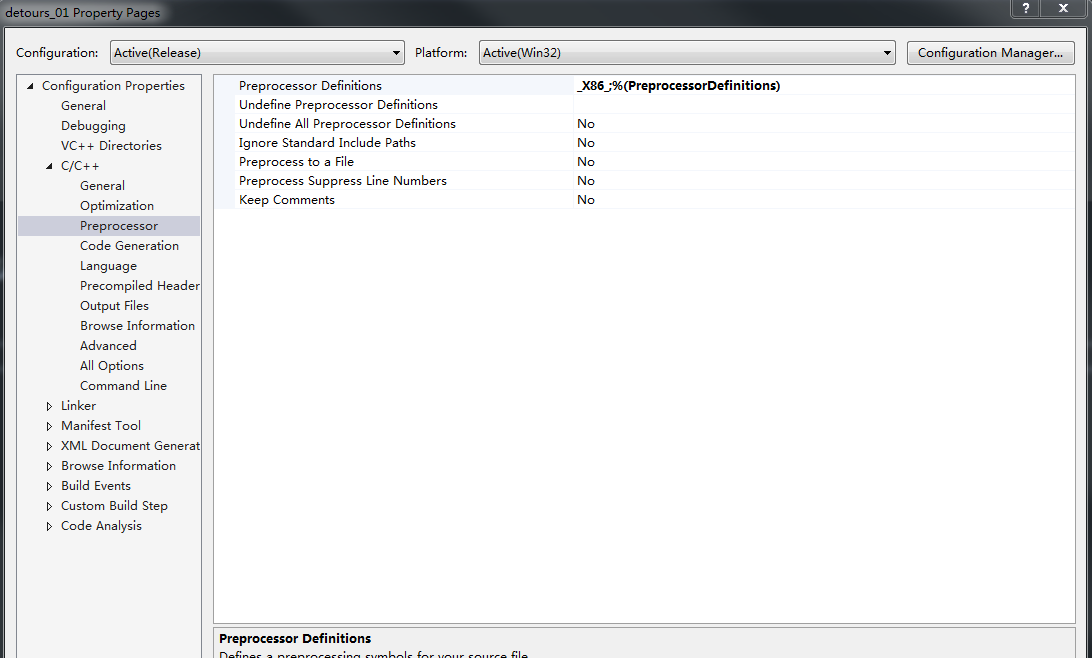 detours_01 Property Pages
?
X
Configuration: Active(Release) Platform: Active(Win32) Configuration Manager...
Configuration Properties
General
Debugging
VC++ Directories
C/C++
General
Optimization
Preprocessor
Code Generation
Language
Precompiled Header
Output Files
Browse Information
Advanced
All Options
Command Line
Linker
Manifest Tool
XML Document Generat
Browse Information
Build Events
Custom Build Step
Code Analysis
Preprocessor Definitions _X86_;%(PreprocessorDefinitions)
Undefine Preprocessor Definitions
Undefine All Preprocessor Definitions No
Ignore Standard Include Paths No
Preprocess to a File No
Preprocess Suppress Line Numbers No
Keep Comments No
Preprocessor Definitions
Defines a preprocessing symbols for your source file.